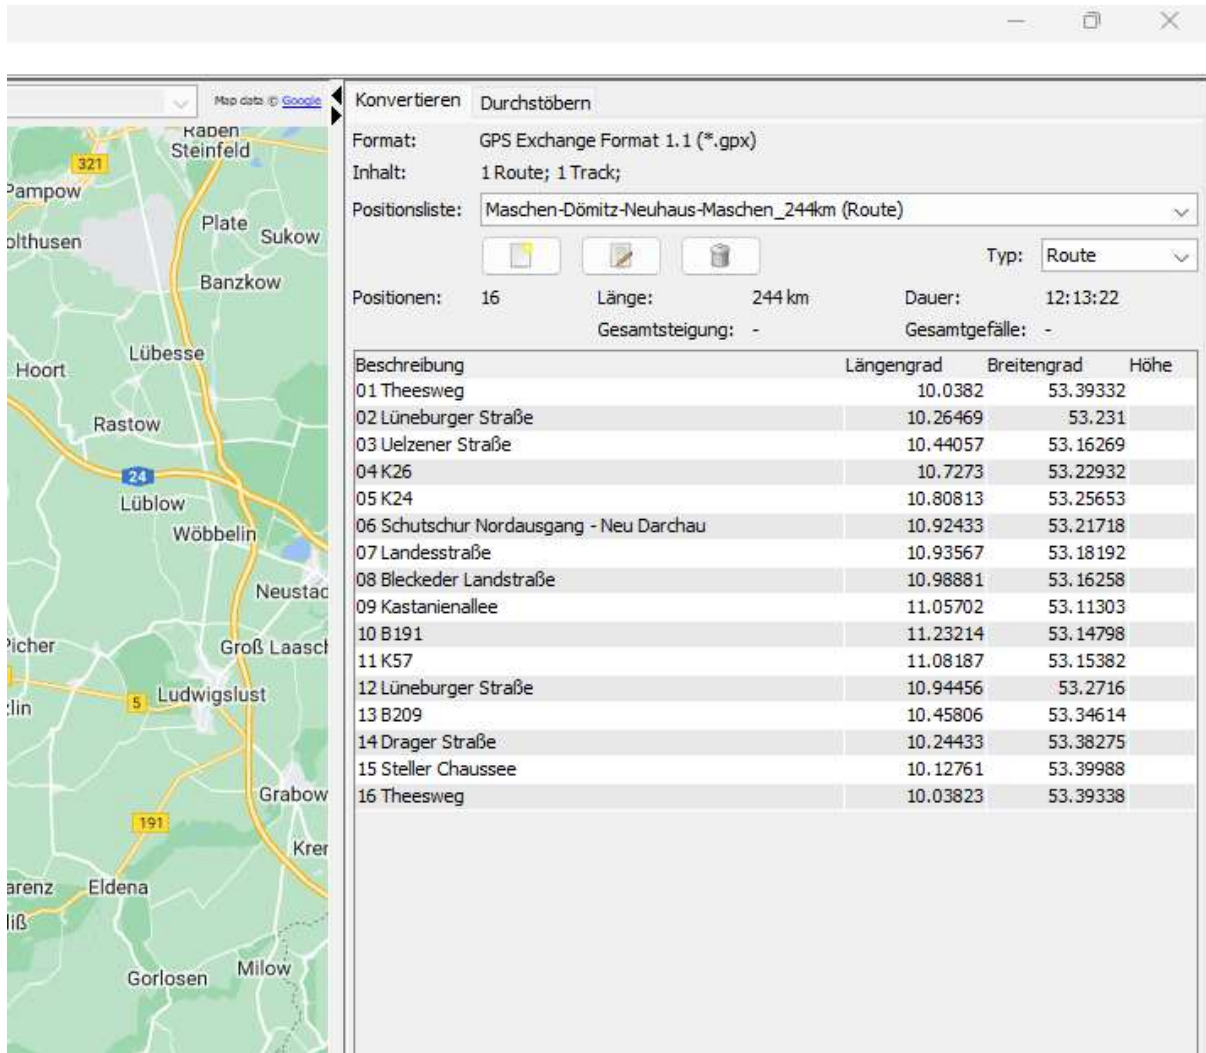 Map data © Google
Raben
Steinfeld
321
Pampow
Plate
Sukow
olthusen
Banzkow
Lübesse
Hoort
Rastow
24
Lüblow
Wöbbelin
Neustad
Picher
Groß Laasch
5
Ludwigslust
zlin
Grabow
191
Krer
arenz
Eldena
liß
Gorlosen
Milow
Konvertieren Durchstöbern
Format: GPS Exchange Format 1.1 (*.gpx)
Inhalt: 1 Route; 1 Track;
Positionsliste: Maschen-Dömitz-Neuhaus-Maschen_244km (Route)
Typ: Route
Positionen: 16 Länge: 244 km Dauer: 12:13:22
Gesamtsteigung: - Gesamtgefälle: -
Beschreibung Längengrad Breitengrad Höhe
01 Theesweg 10.0382 53.39332
02 Lüneburger Straße 10.26469 53.231
03 Uelzener Straße 10.44057 53.16269
04 K26 10.7273 53.22932
05 K24 10.80813 53.25653
06 Schutschur Nordausgang - Neu Darchau 10.92433 53.21718
07 Landesstraße 10.93567 53.18192
08 Bleckeder Landstraße 10.98881 53.16258
09 Kastanienallee 11.05702 53.11303
10 B191 11.23214 53.14798
11 K57 11.08187 53.15382
12 Lüneburger Straße 10.94456 53.2716
13 B209 10.45806 53.34614
14 Drager Straße 10.24433 53.38275
15 Steller Chaussee 10.12761 53.39988
16 Theesweg 10.03823 53.39338